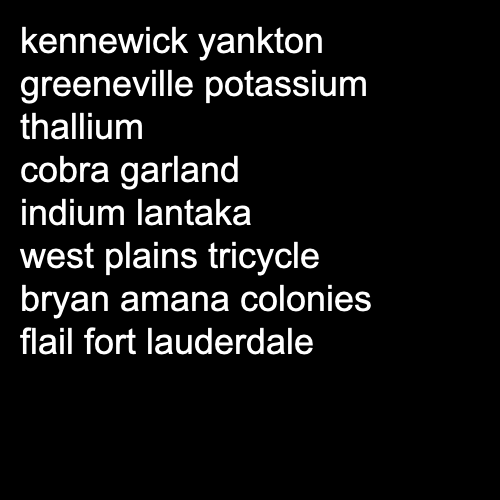 kennewick yankton
greeneville potassium
thallium
cobra garland
indium lantaka
west plains tricycle
bryan amana colonies
flail fort lauderdale